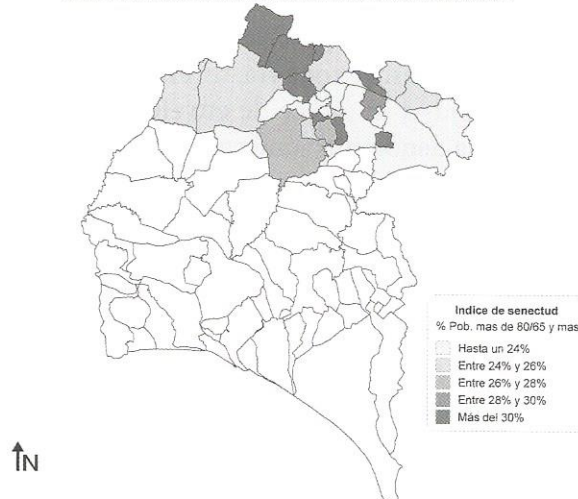 Indice de senectud
% Pob. mas de 80/65 y mas
Hasta un 24%
Entre 24% y 26%
Entre 26% y 28%
Entre 28% y 30%
Más del 30%
N